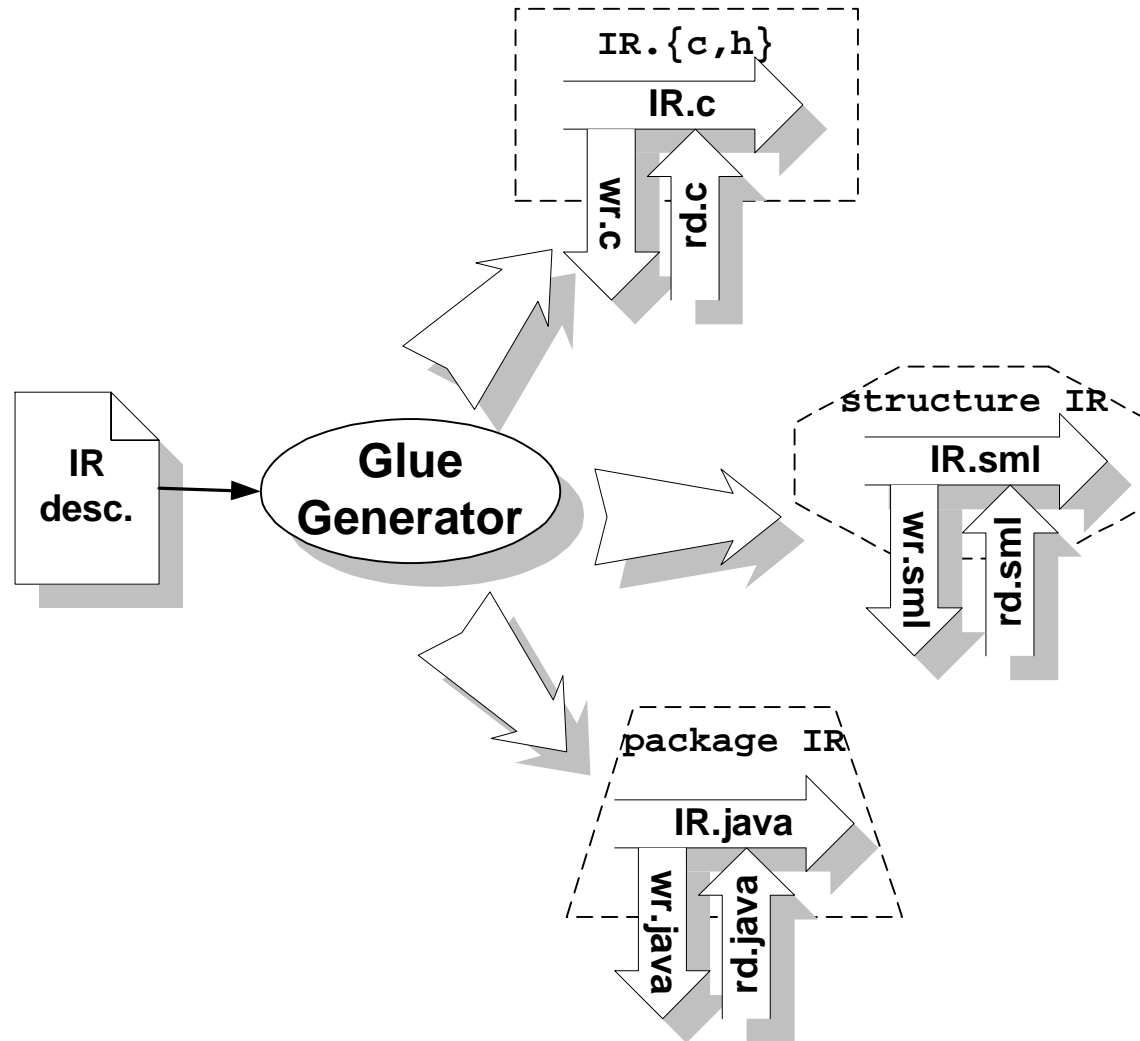 IR.{c,h}
IR.c
wr.c
rd.c
IR
desc.
Glue
Generator
structure IR
IR.sml
wr.sml
rd.sml
package IR
IR.java
wr.java
rd.java